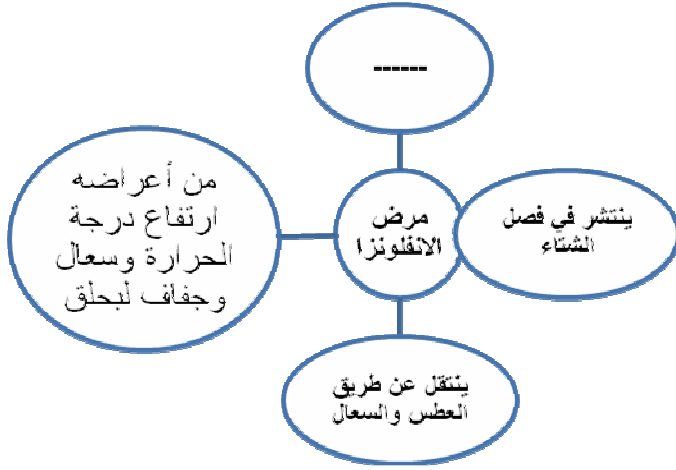 ------
من أعراضه
ارتفاع درجة
الحرارة وسعال
وجفاف لبحلق
مرض
الانفلونزا
ينتشر في فصل
الشتاء
ينتقل عن طريق
العطس والسعال